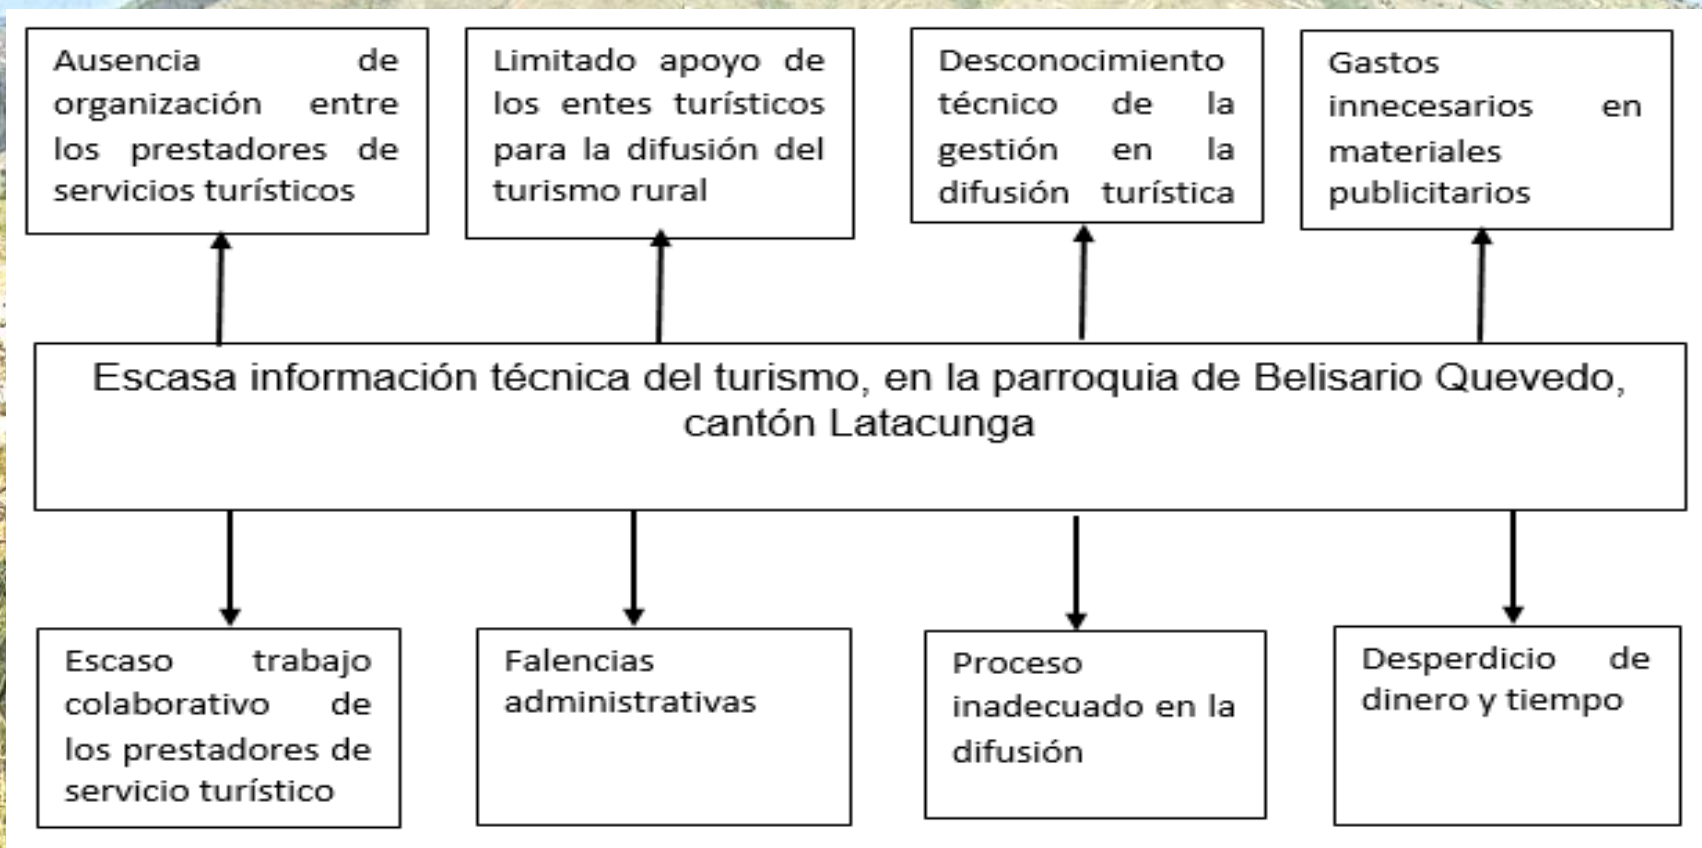 Ausencia de
organización entre
los prestadores de
servicios turísticos
Limitado apoyo de
los entes turísticos
para la difusión del
turismo rural
Desconocimiento
técnico de la
gestión en la
difusión turística
Gastos
innecesarios en
materiales
publicitarios
Escasa información técnica del turismo, en la parroquia de Belisario Quevedo,
cantón Latacunga
Escaso trabajo
colaborativo de
los prestadores de
servicio turístico
Falencias
administrativas
Proceso
inadecuado en la
difusión
Desperdicio de
dinero y tiempo